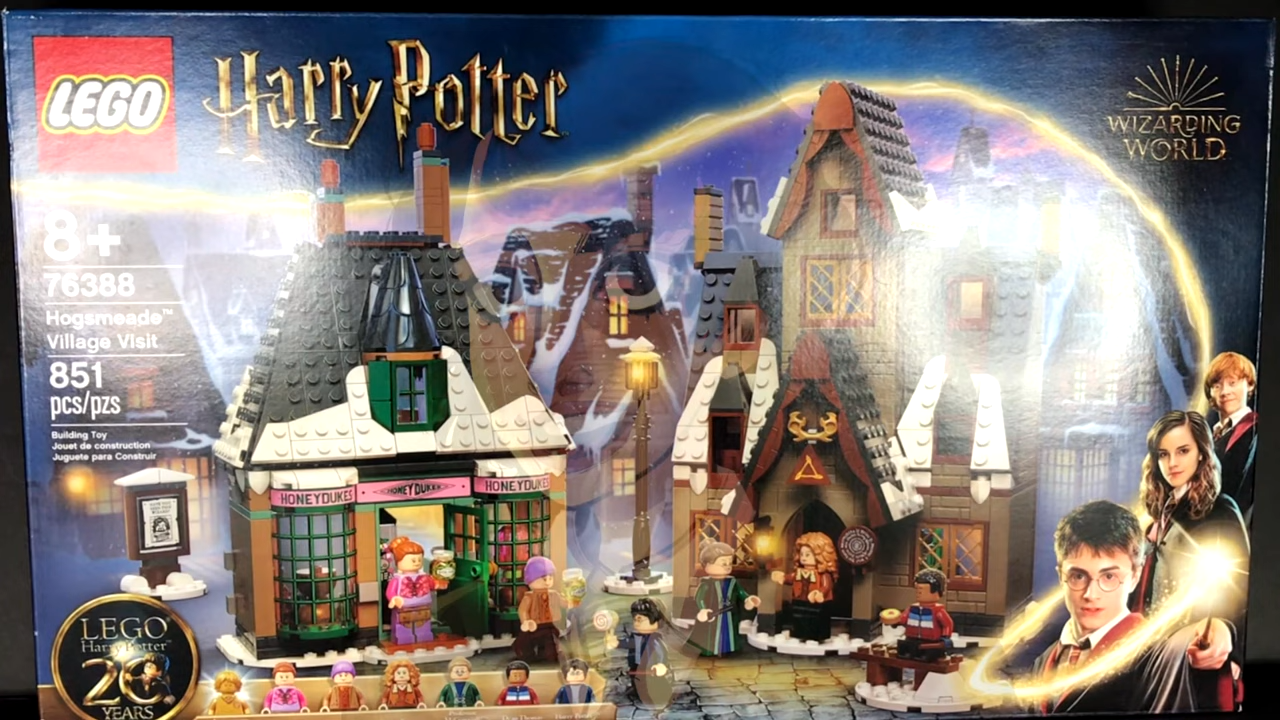 LEGO
Harry Potter
WIZARDING
WORLD
8+
76388
Hogsmeade™
Village Visit
851
pcs/pzs
Building Toy
Jouet de construction
Juguete para Construir
HONEYDUKES
HONEYDUKES
HONEYDUKES
LEGO
Harry Potter
20
YEARS